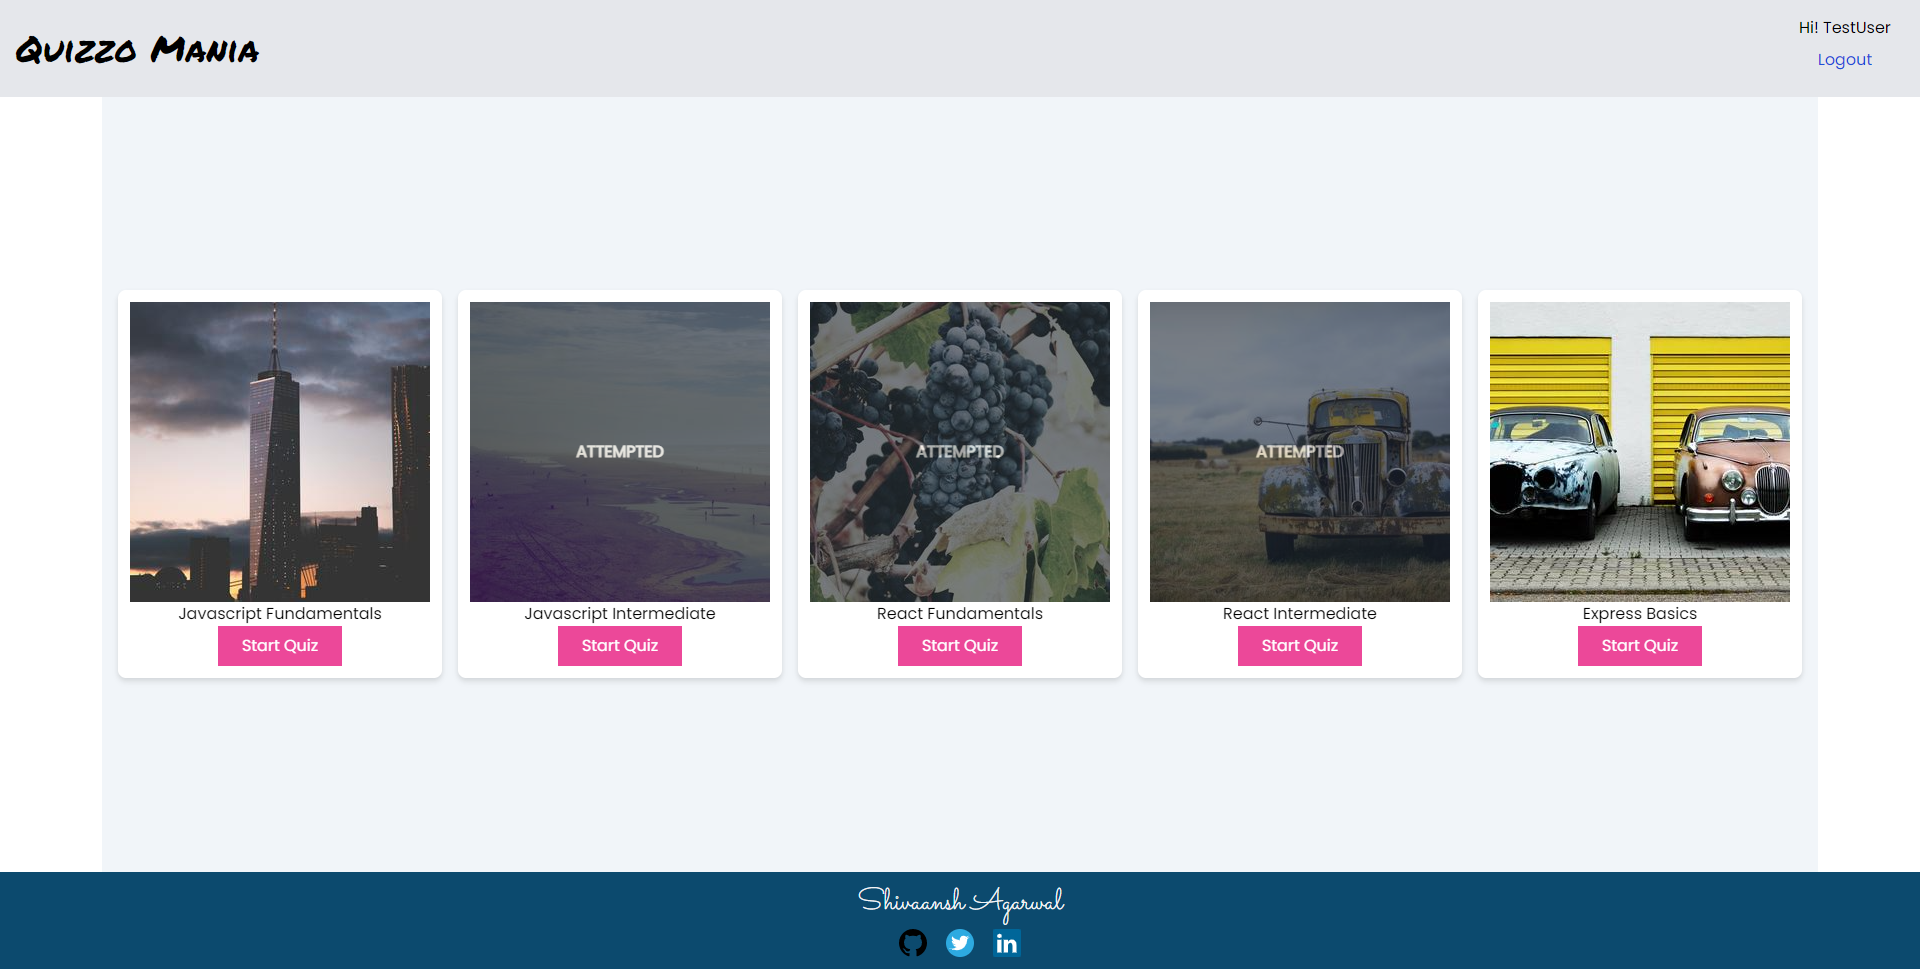 Quizzo Mania
Hi! TestUser
Logout
ATTEMPTED
ATTEMPTED
ATTEMPTED
Javascript Fundamentals
Javascript Intermediate
React Fundamentals
React Intermediate
Express Basics
Start Quiz
Start Quiz
Start Quiz
Start Quiz
Start Quiz
Shivaansh Agarwal
in